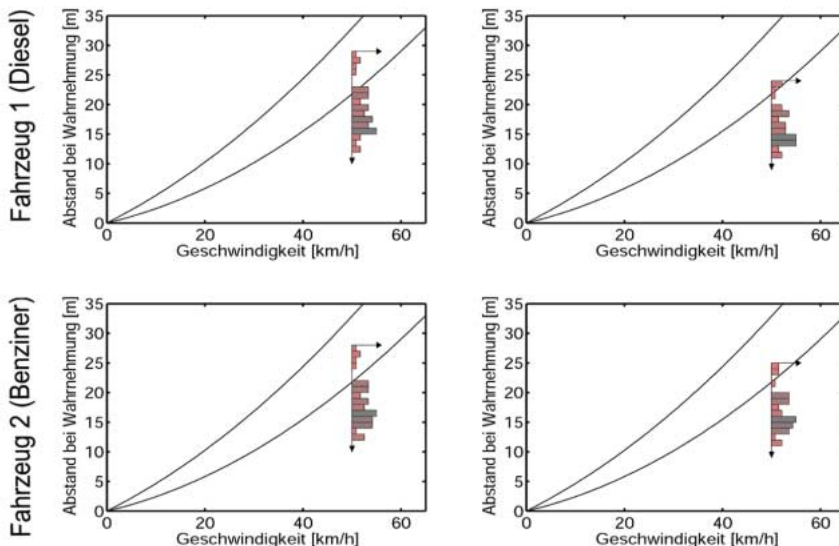 Fahrzeug 1 (Diesel)
Abstand bei Wahrnehmung [m]
35
30
25
20
15
10
5
0
0 20 40 60
Geschwindigkeit [km/h]
Abstand bei Wahrnehmung [m]
35
30
25
20
15
10
5
0
0 20 40 60
Geschwindigkeit [km/h]
Fahrzeug 2 (Benziner)
Abstand bei Wahrnehmung [m]
35
30
25
20
15
10
5
0
0 20 40 60
Geschwindigkeit [km/h]
Abstand bei Wahrnehmung [m]
35
30
25
20
15
10
5
0
0 20 40 60
Geschwindigkeit [km/h]